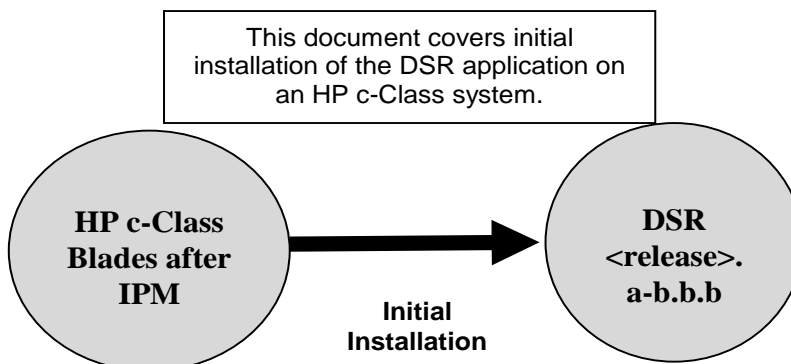 This document covers initial
installation of the DSR application on
an HP c-Class system.
HP c-Class
Blades after
IPM
DSR
<release>.
a-b.b.b
Initial
Installation